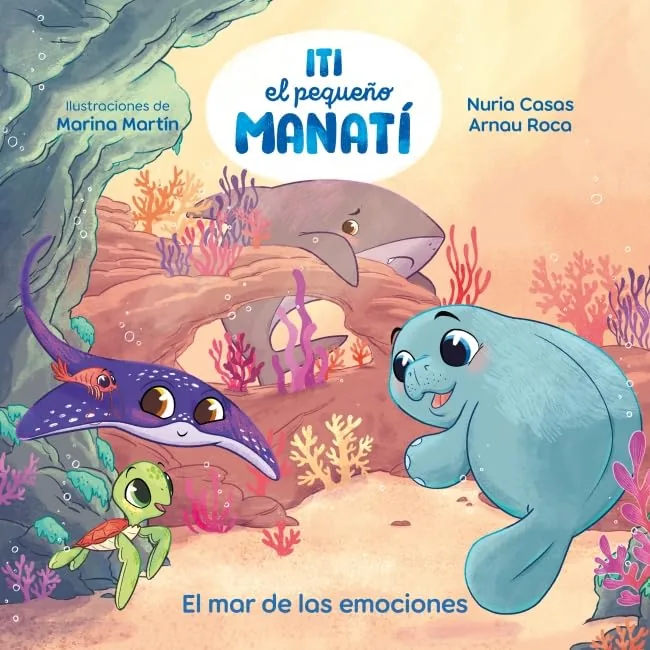 ITI
el pequeño
MANATÍ
Ilustraciones de
Marina Martín
Nuria Casas
Arnau Roca
El mar de las emociones